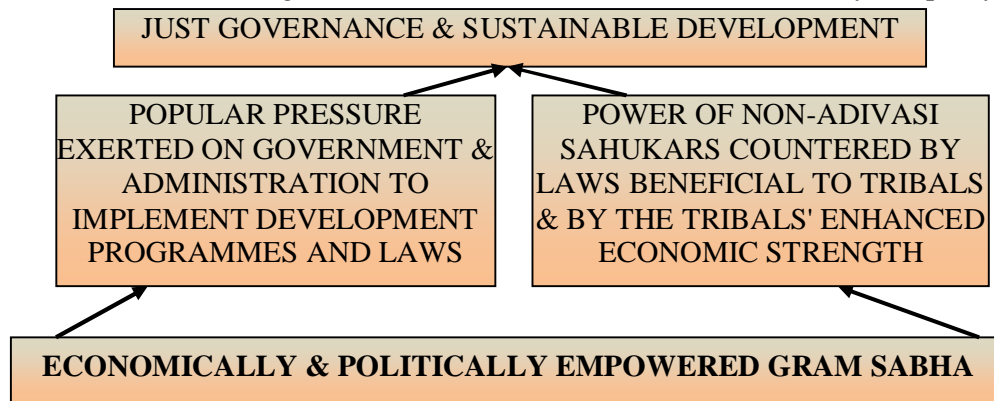 JUST GOVERNANCE & SUSTAINABLE DEVELOPMENT
POPULAR PRESSURE
EXERTED ON GOVERNMENT &
ADMINISTRATION TO
IMPLEMENT DEVELOPMENT
PROGRAMMES AND LAWS
POWER OF NON-ADIVASI
SAHUKARS COUNTERED BY
LAWS BENEFICIAL TO TRIBALS
& BY THE TRIBALS' ENHANCED
ECONOMIC STRENGTH
ECONOMICALLY & POLITICALLY EMPOWERED GRAM SABHA